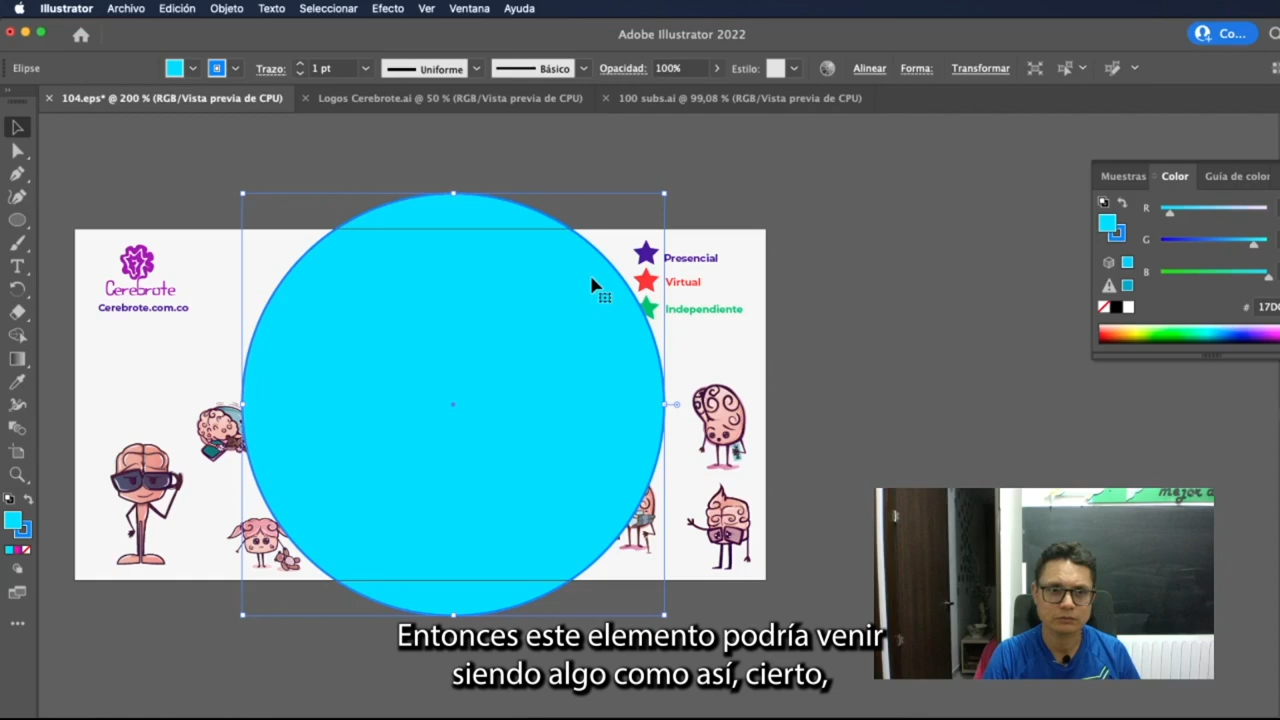 Illustrator Archivo Edición Objeto Texto Seleccionar Efecto Ver Ventana Ayuda
Adobe Illustrator 2022
Co...
Elipse
Trazo: 1 pt Uniforme Básico Opacidad: 100% Estilo: Alinear Forma: Transformar
104.eps* @ 200 % (RGB/Vista previa de CPU)
Logos Cerebrote.ai @ 50 % (RGB/Vista previa de CPU)
100 subs.ai @ 99,08 % (RGB/Vista previa de CPU)
Muestras Color Guía de color
R
G
B
# 17D
Cerebrote
Cerebrote.com.co
Presencial
Virtual
Independiente
mejor
Entonces este elemento podría venir
siendo algo como así, cierto,